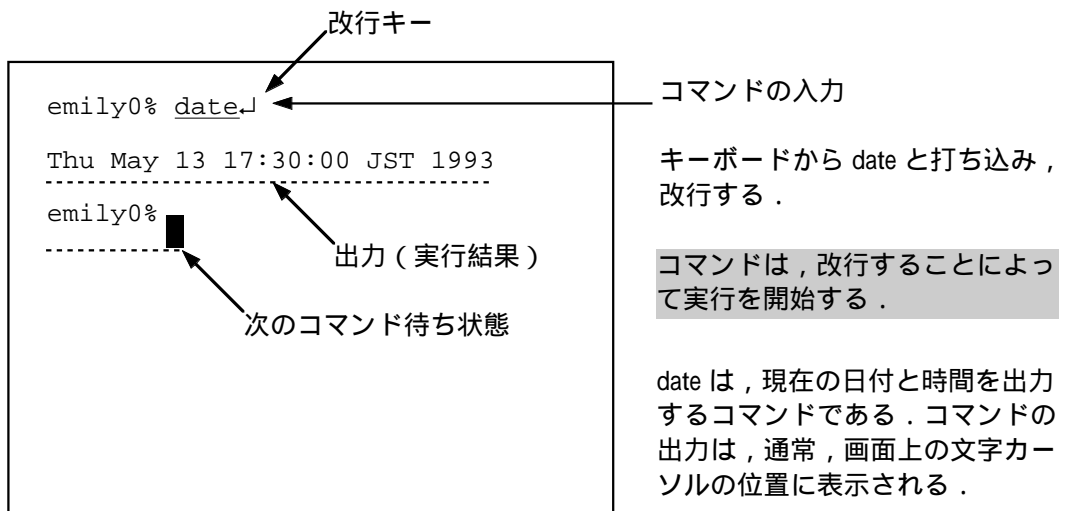 改行キー
emily0% date↵
Thu May 13 17:30:00 JST 1993
emily0%
出力（実行結果）
次のコマンド待ち状態
コマンドの入力
キーボードから date と打ち込み，
改行する．
コマンドは，改行することによっ
て実行を開始する．
date は，現在の日付と時間を出力
するコマンドである．コマンドの
出力は，通常，画面上の文字カー
ソルの位置に表示される．